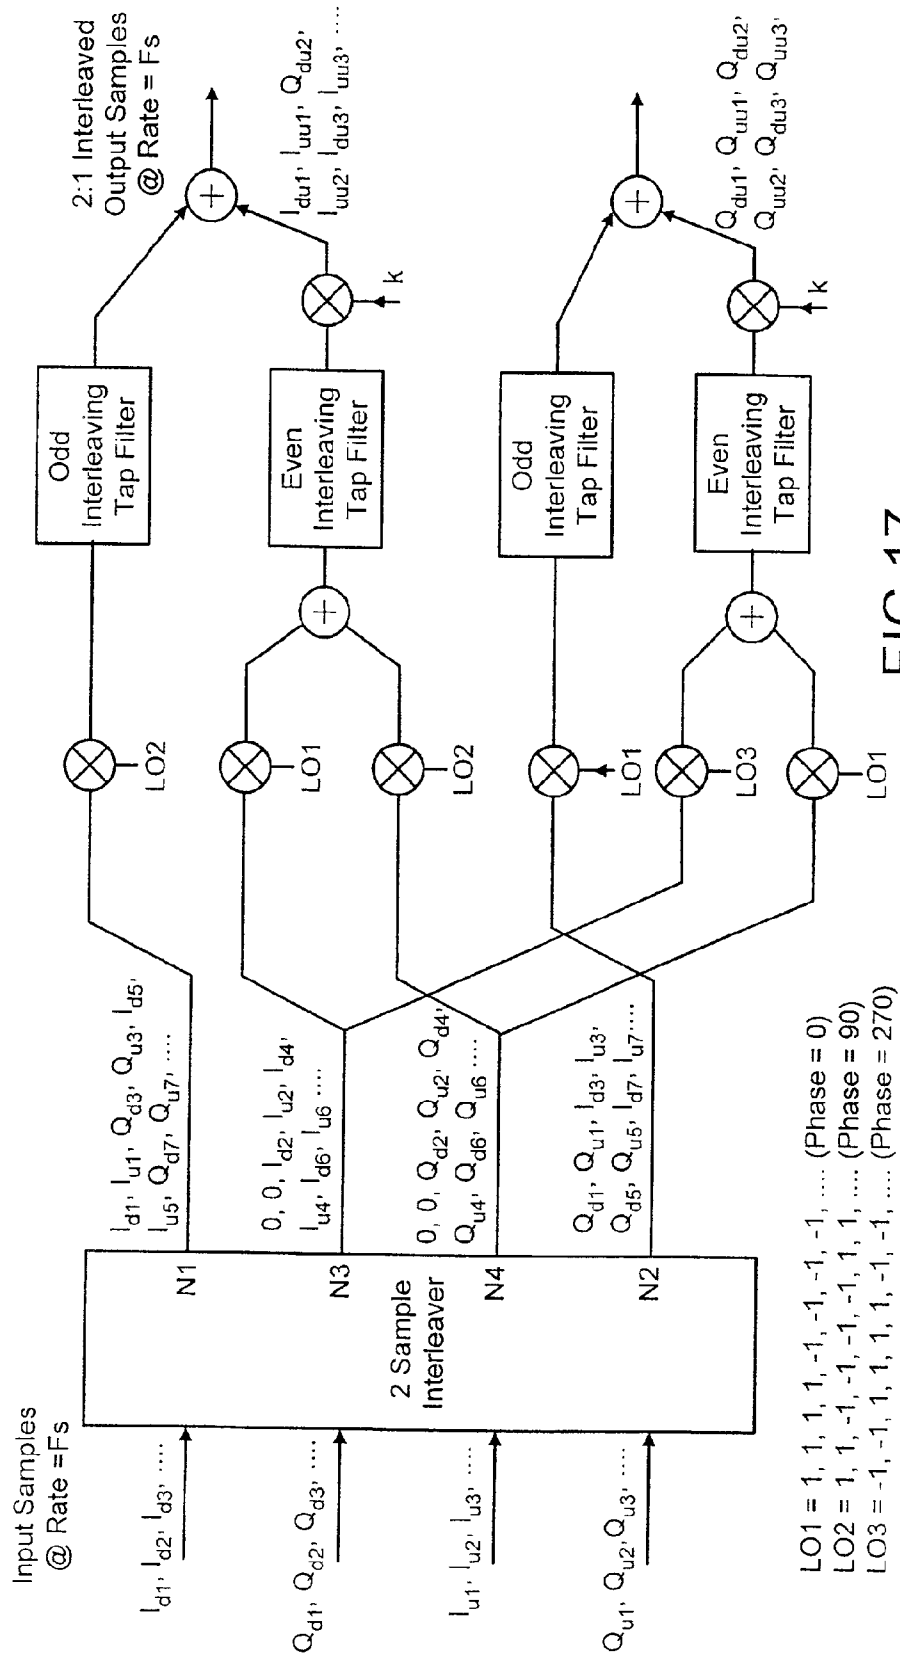 Input Samples
@ Rate =Fs
I_d1, I_d2, I_d3, ....
Q_d1, Q_d2, Q_d3, ....
I_u1, I_u2, I_u3, ....
Q_u1, Q_u2, Q_u3, ....
2 Sample
Interleaver
N1
N3
N4
N2
I_d1, I_u1, Q_d3, Q_u3, I_d5,
I_u5, Q_d7, Q_u7, ....
0, 0, I_d2, I_u2, I_d4,
I_u4, I_d6, I_u6 ....
0, 0, Q_d2, Q_u2, Q_d4,
Q_u4, Q_d6, Q_u6 ....
Q_d1, Q_u1, I_d3, I_u3,
Q_d5, Q_u5, I_d7, I_u7, ....
LO2
LO1
LO2
LO1
LO3
LO1
Odd
Interleaving
Tap Filter
Even
Interleaving
Tap Filter
Odd
Interleaving
Tap Filter
Even
Interleaving
Tap Filter
k
k
2:1 Interleaved
Output Samples
@ Rate = Fs
I_du1, I_uu1, Q_du2,
I_uu2, I_du3, I_uu3, ....
Q_du1, Q_uu1, Q_du2,
Q_uu2, Q_du3, Q_uu3,
LO1 = 1, 1, 1, 1, -1, -1, -1, -1, .... (Phase = 0)
LO2 = 1, 1, -1, -1, -1, -1, 1, 1, .... (Phase = 90)
LO3 = -1, -1, 1, 1, 1, 1, -1, -1, .... (Phase = 270)
FIG 17